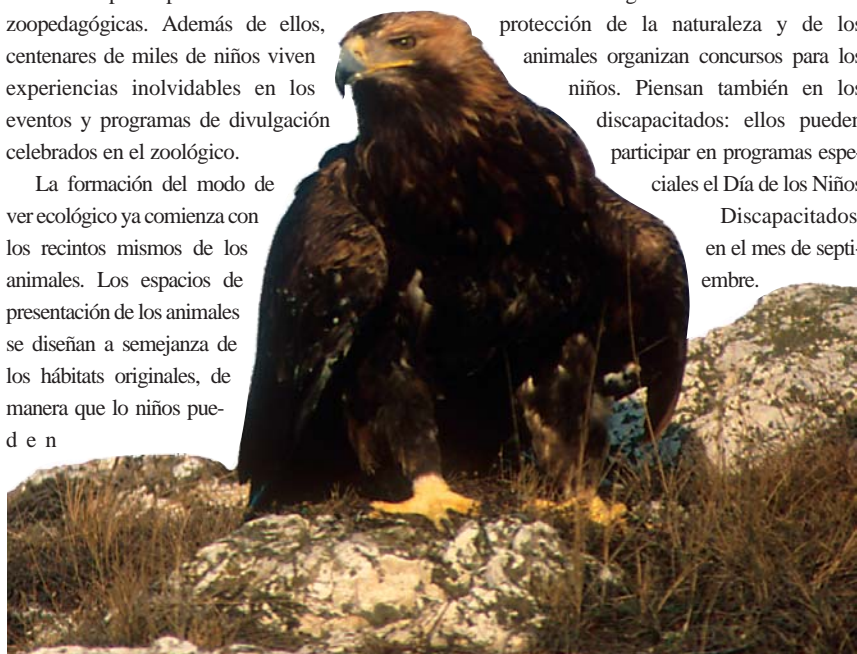 zoopedagógicas. Además de ellos,
centenares de miles de niños viven
experiencias inolvidables en los
eventos y programas de divulgación
celebrados en el zoológico.
La formación del modo de
ver ecológico ya comienza con
los recintos mismos de los
animales. Los espacios de
presentación de los animales
se diseñan a semejanza de
los hábitats originales, de
manera que lo niños pue-
d e n
protección de la naturaleza y de los
animales organizan concursos para los
niños. Piensan también en los
discapacitados: ellos pueden
participar en programas espe-
ciales el Día de los Niños
Discapacitados
en el mes de septi-
embre.